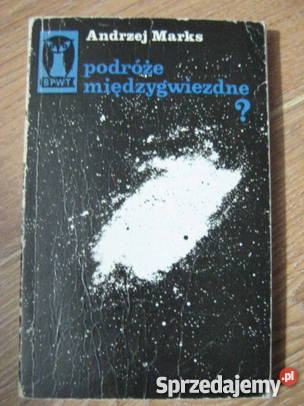 Andrzej Marks
BPWT
podróże
międzygwiezdne
?
Sprzedajemy.pl